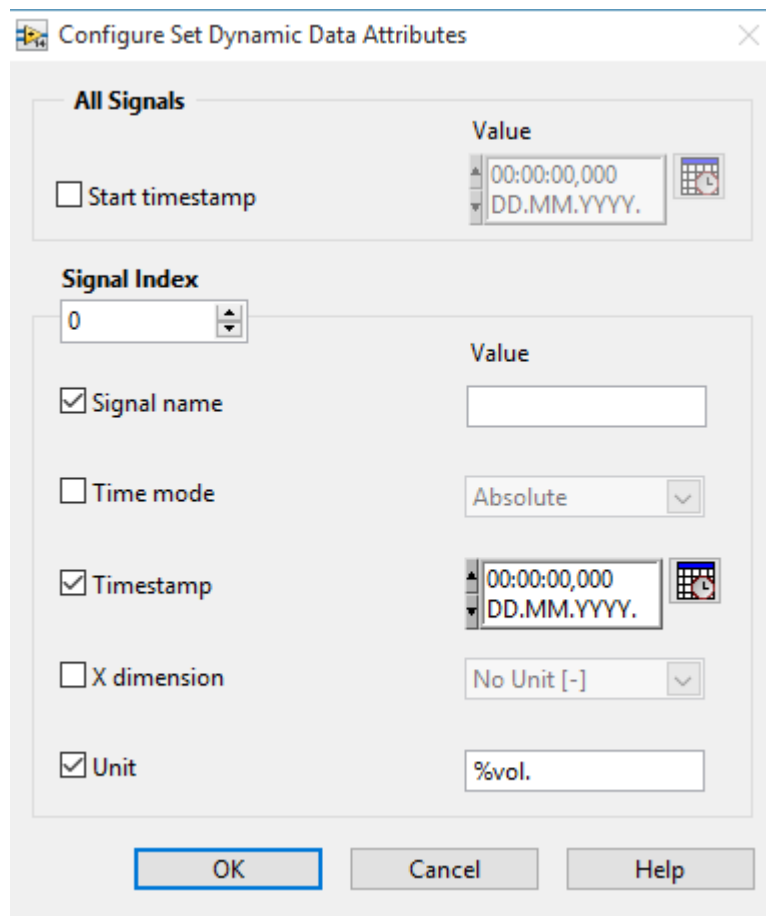 Configure Set Dynamic Data Attributes
All Signals
Value
Start timestamp
00:00:00,000
DD.MM.YYYY.
Signal Index
0
Value
Signal name
Time mode
Absolute
Timestamp
00:00:00,000
DD.MM.YYYY.
X dimension
No Unit [-]
Unit
%vol.
OK
Cancel
Help